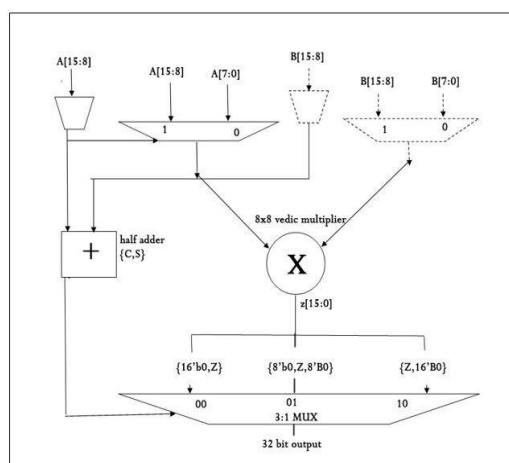 A[15:8]
A[15:8]
A[7:0]
B[15:8]
B[15:8]
B[7:0]
1
0
1
0
8x8 vedic multiplier
+
half adder
{C,S}
X
z[15:0]
{16'b0,Z}
{8'b0,Z,8'B0}
{Z,16'B0}
00
01
10
3:1 MUX
32 bit output